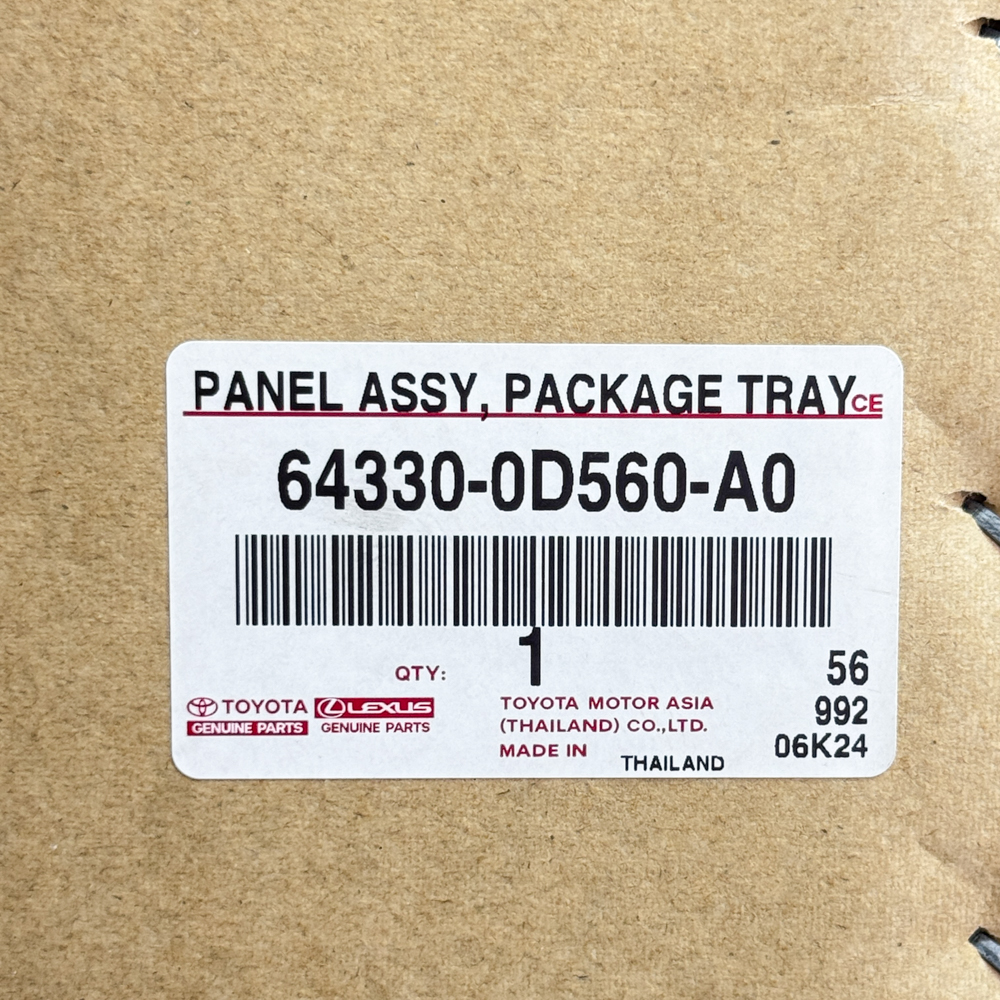 PANEL ASSY, PACKAGE TRAY CE
64330-0D560-A0
QTY: 1
56
TOYOTA LEXUS
GENUINE PARTS GENUINE PARTS
TOYOTA MOTOR ASIA
(THAILAND) CO.,LTD.
MADE IN THAILAND
992
06K24